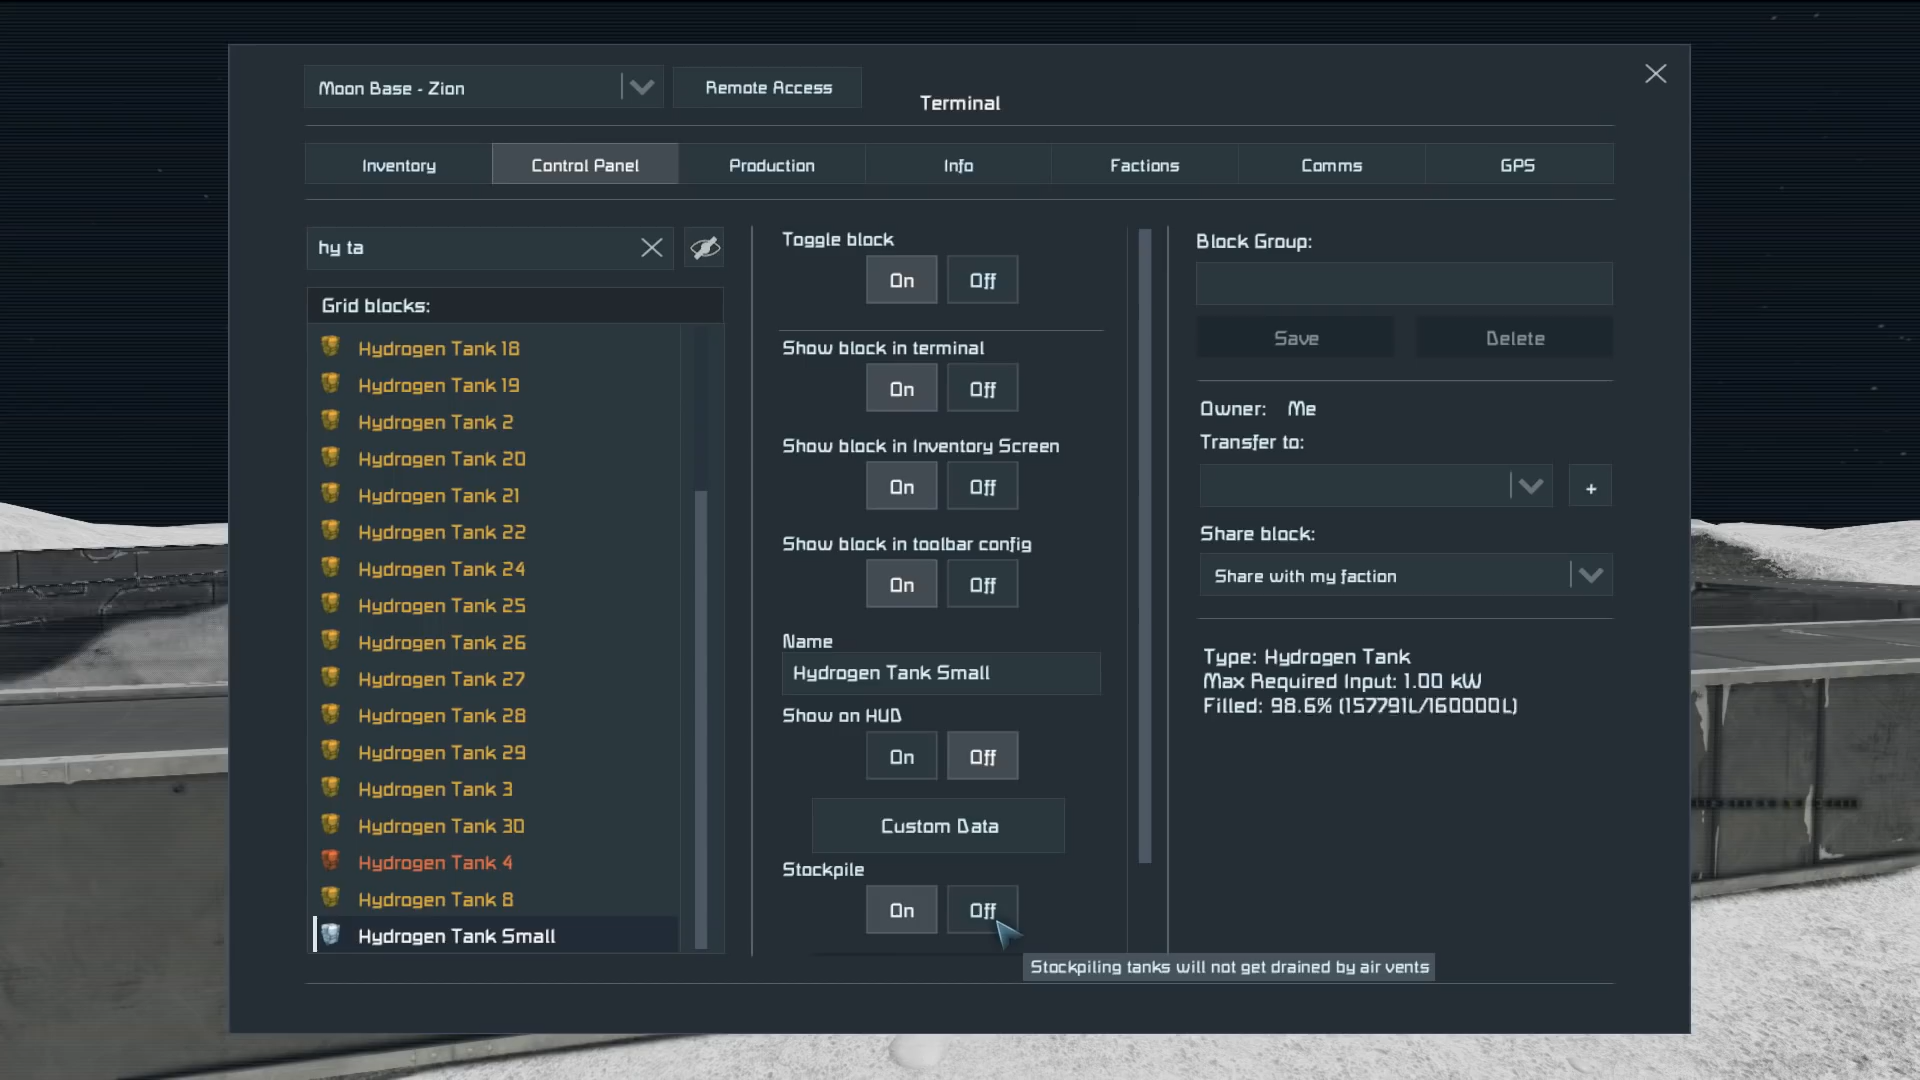 Moon Base - Zion
Remote Access
Terminal
Inventory
Control Panel
Production
Info
Factions
Comms
GPS
hy ta
Grid blocks:
Hydrogen Tank 18
Hydrogen Tank 19
Hydrogen Tank 2
Hydrogen Tank 20
Hydrogen Tank 21
Hydrogen Tank 22
Hydrogen Tank 24
Hydrogen Tank 25
Hydrogen Tank 26
Hydrogen Tank 27
Hydrogen Tank 28
Hydrogen Tank 29
Hydrogen Tank 3
Hydrogen Tank 30
Hydrogen Tank 4
Hydrogen Tank 8
Hydrogen Tank Small
Toggle block
On Off
Show block in terminal
On Off
Show block in Inventory Screen
On Off
Show block in toolbar config
On Off
Name
Hydrogen Tank Small
Show on HUD
On Off
Custom Data
Stockpile
On Off
Stockpiling tanks will not get drained by air vents
Block Group:
Save Delete
Owner: Me
Transfer to:
+
Share block:
Share with my faction
Type: Hydrogen Tank
Max Required Input: 1.00 kW
Filled: 98.6% (157791L/160000L)